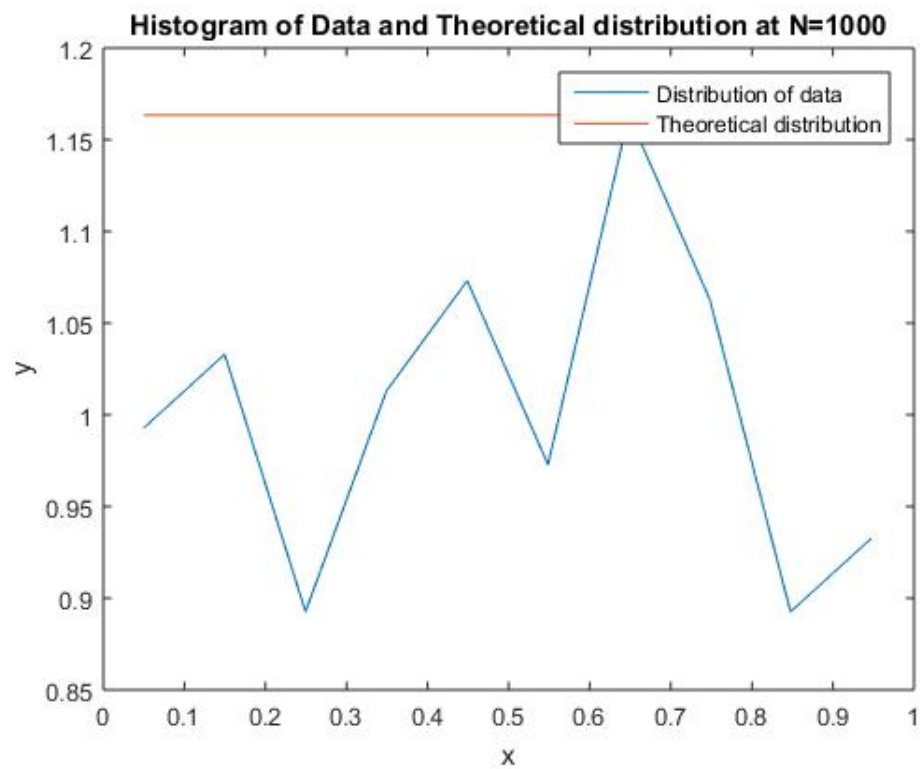 Histogram of Data and Theoretical distribution at N=1000
1.2
1.15
1.1
1.05
1
0.95
0.9
0.85
y
Distribution of data
Theoretical distribution
0 0.1 0.2 0.3 0.4 0.5 0.6 0.7 0.8 0.9 1
x